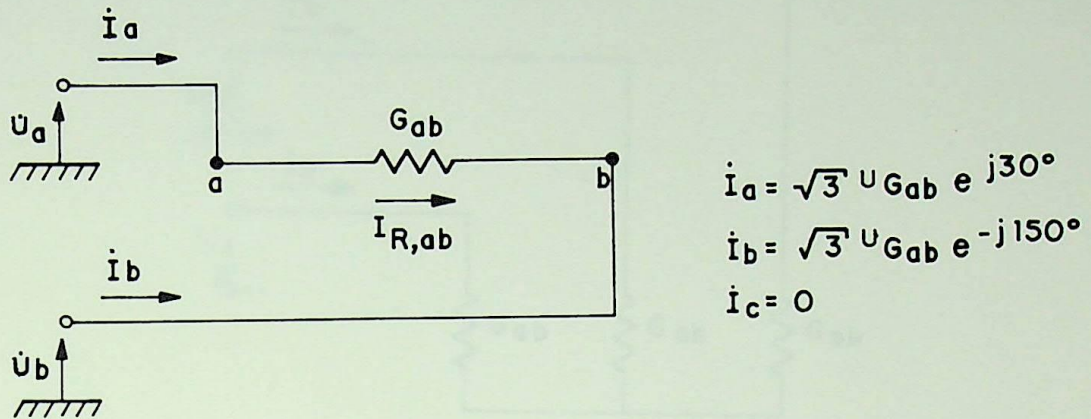 İa
U̇a
Gab
a
b
IR,ab
İb
U̇b
İa = √3 U Gab e j30°
İb = √3 U Gab e -j150°
İc = 0